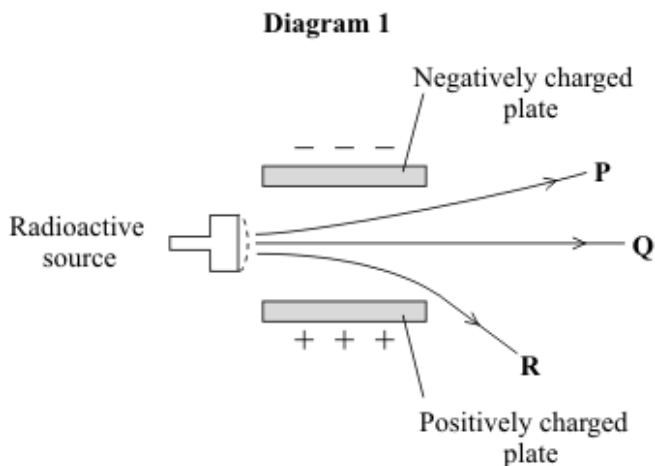 Diagram 1
Negatively charged
plate
– – –
P
Radioactive
source
Q
+ + +
R
Positively charged
plate